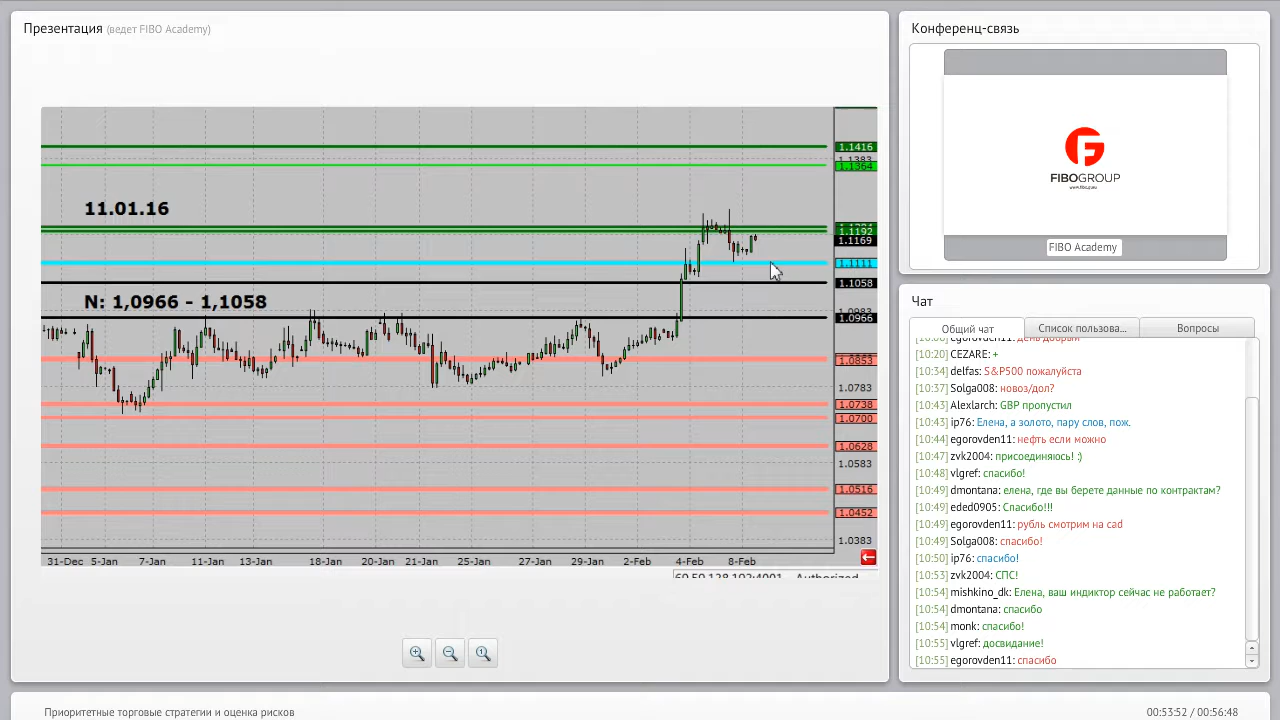 Презентация (ведет FIBO Academy)
1.1416
1.1383
1.1364
11.01.16
1.1192
1.1169
1.1111
1.1058
N: 1,0966 - 1,1058
1.0966
1.0853
1.0783
1.0738
1.0700
1.0628
1.0583
1.0516
1.0452
1.0383
31-Dec 5-Jan 7-Jan 11-Jan 13-Jan 18-Jan 20-Jan 21-Jan 25-Jan 27-Jan 29-Jan 2-Feb 4-Feb 8-Feb
Authorized
Конференц-связь
FIBOGROUP
FIBO Academy
Чат
Общий чат
Список пользова...
Вопросы
egorovden11: день добрый
[10:20] CEZARE: +
[10:34] delfas: S&P500 пожалуйста
[10:37] Solga008: новоз/дол?
[10:43] Alexlarch: GBP пропустил
[10:43] ip76: Елена, а золото, пару слов, пож.
[10:44] egorovden11: нефть если можно
[10:47] zvk2004: присоединяюсь! :)
[10:48] vlgref: спасибо!
[10:49] dmontana: елена, где вы берете данные по контрактам?
[10:49] eded0905: Спасибо!!!
[10:49] egorovden11: рубль смотрим на cad
[10:49] Solga008: спасибо!
[10:50] ip76: спасибо!
[10:53] zvk2004: СПС!
[10:54] mishkino_dk: Елена, ваш индиктор сейчас не работает?
[10:54] dmontana: спасибо
[10:54] monk: спасибо!
[10:55] vlgref: досвидание!
[10:55] egorovden11: спасибо
Приоритетные торговые стратегии и оценка рисков
00:53:52 / 00:56:48